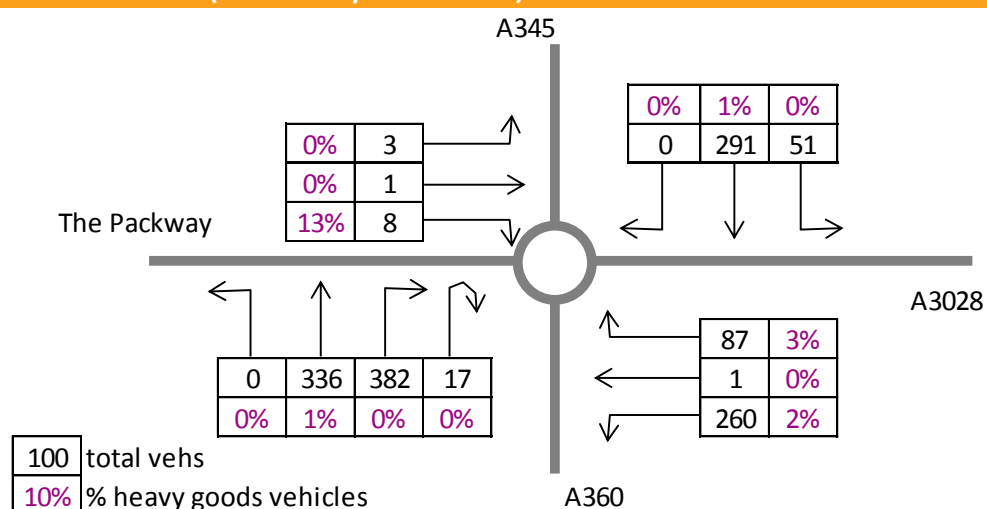 A345
0% 1% 0%
0 291 51
0% 3
0% 1
13% 8
The Packway
A3028
87 3%
1 0%
260 2%
0 336 382 17
0% 1% 0% 0%
100 total vehs
10% % heavy goods vehicles
A360